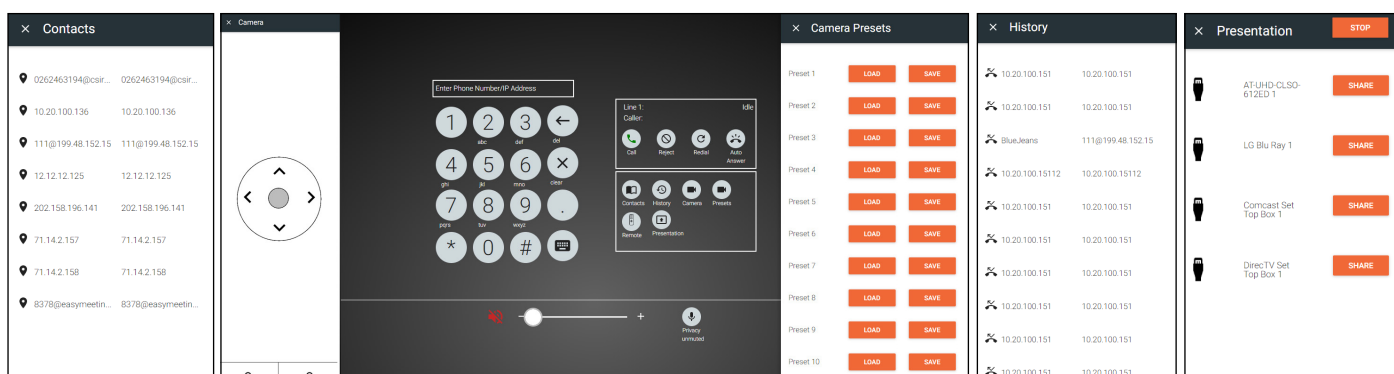 × Contacts
0262463194@csir... 0262463194@csir...
10.20.100.136 10.20.100.136
111@199.48.152.15 111@199.48.152.15
12.12.12.125 12.12.12.125
202.158.196.141 202.158.196.141
71.14.2.157 71.14.2.157
71.14.2.158 71.14.2.158
8378@easymeetin... 8378@easymeetin...
× Camera
Enter Phone Number/IP Address
1 2 3 ←
abc def del
4 5 6 ×
ghi jkl mno clear
7 8 9 .
pqrs tuv wxyz
* 0 #
Line 1: Idle
Caller:
Call Reject Redial Auto
Answer
Contacts History Camera Presets
Remote Presentation
- +
Privacy
unmuted
× Camera Presets
Preset 1 LOAD SAVE
Preset 2 LOAD SAVE
Preset 3 LOAD SAVE
Preset 4 LOAD SAVE
Preset 5 LOAD SAVE
Preset 6 LOAD SAVE
Preset 7 LOAD SAVE
Preset 8 LOAD SAVE
Preset 9 LOAD SAVE
Preset 10 LOAD SAVE
× History
10.20.100.151 10.20.100.151
10.20.100.151 10.20.100.151
BlueJeans 111@199.48.152.15
10.20.100.15112 10.20.100.15112
10.20.100.151 10.20.100.151
10.20.100.151 10.20.100.151
10.20.100.151 10.20.100.151
10.20.100.151 10.20.100.151
10.20.100.151 10.20.100.151
10.20.100.151 10.20.100.151
× Presentation STOP
AT-UHD-CLSO-
612ED 1 SHARE
LG Blu Ray 1 SHARE
Comcast Set
Top Box 1 SHARE
DirecTV Set
Top Box 1 SHARE